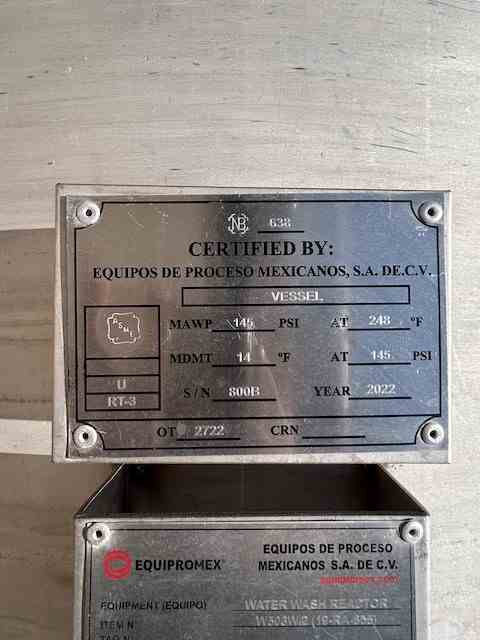 NB 638
CERTIFIED BY:
EQUIPOS DE PROCESO MEXICANOS, S.A. DE.C.V.
VESSEL
ASME
MAWP 145 PSI AT 248 °F
MDMT 14 °F AT 145 PSI
U
RT-3
S/N 800B YEAR 2022
OT 2722 CRN
EQUIPROMEX
EQUIPOS DE PROCESO
MEXICANOS S.A. DE C.V.
EQUIPMENT (EQUIPO) WATER WASH REACTOR
ITEM N°
TAG N°